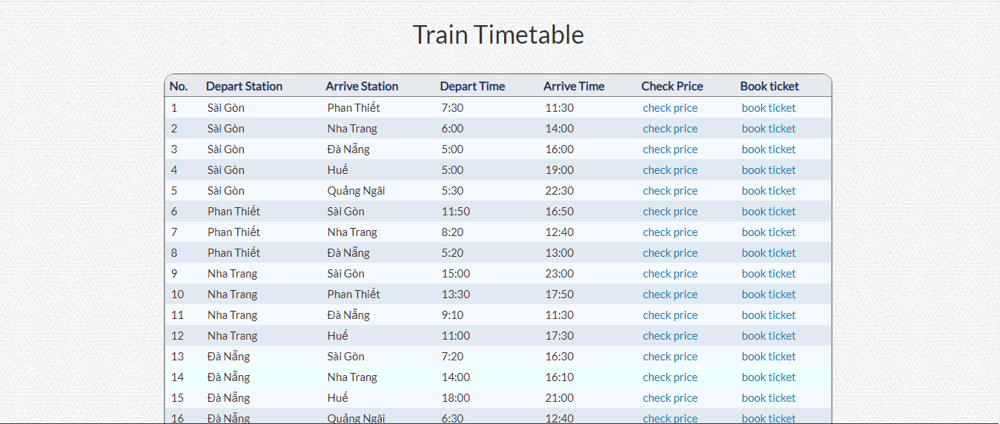 Train Timetable
No. Depart Station Arrive Station Depart Time Arrive Time Check Price Book ticket
1 Sài Gòn Phan Thiết 7:30 11:30 check price book ticket
2 Sài Gòn Nha Trang 6:00 14:00 check price book ticket
3 Sài Gòn Đà Nẵng 5:00 16:00 check price book ticket
4 Sài Gòn Huế 5:00 19:00 check price book ticket
5 Sài Gòn Quảng Ngãi 5:30 22:30 check price book ticket
6 Phan Thiết Sài Gòn 11:50 16:50 check price book ticket
7 Phan Thiết Nha Trang 8:20 12:40 check price book ticket
8 Phan Thiết Đà Nẵng 5:20 13:00 check price book ticket
9 Nha Trang Sài Gòn 15:00 23:00 check price book ticket
10 Nha Trang Phan Thiết 13:30 17:50 check price book ticket
11 Nha Trang Đà Nẵng 9:10 11:30 check price book ticket
12 Nha Trang Huế 11:00 17:30 check price book ticket
13 Đà Nẵng Sài Gòn 7:20 16:30 check price book ticket
14 Đà Nẵng Nha Trang 14:00 16:10 check price book ticket
15 Đà Nẵng Huế 18:00 21:00 check price book ticket
16 Đà Nẵng Quảng Ngãi 6:30 12:40 check price book ticket